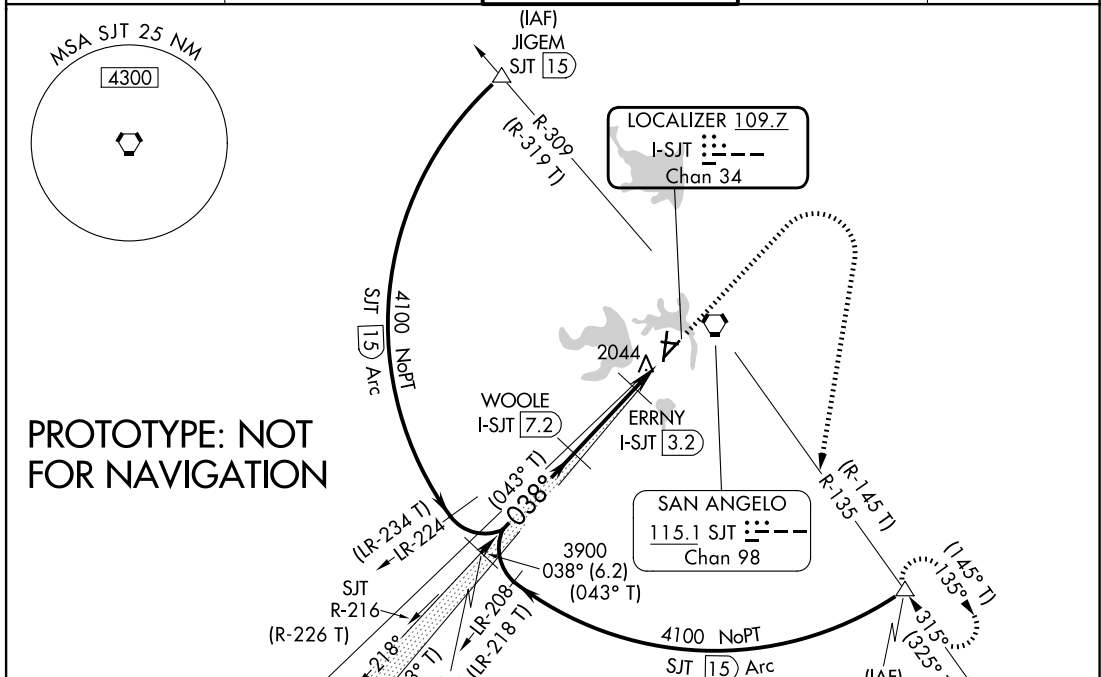 MSA SJT 25 NM
4300
(IAF)
JIGEM
SJT 15
R-309
(R-319 T)
LOCALIZER 109.7
I-SJT
Chan 34
4100 NoPT
SJT 15 Arc
2044
WOOLE
I-SJT 7.2
ERRNY
I-SJT 3.2
PROTOTYPE: NOT
FOR NAVIGATION
(043° T)
038°
SAN ANGELO
115.1 SJT
Chan 98
(R-145 T)
R-135
(LR-234 T)
LR-224
3900
038° (6.2)
(043° T)
SJT
R-216
(R-226 T)
218°
LR-208
(LR-218 T)
4100 NoPT
SJT 15 Arc
(145° T)
135°
315°
(325°
(IAF)